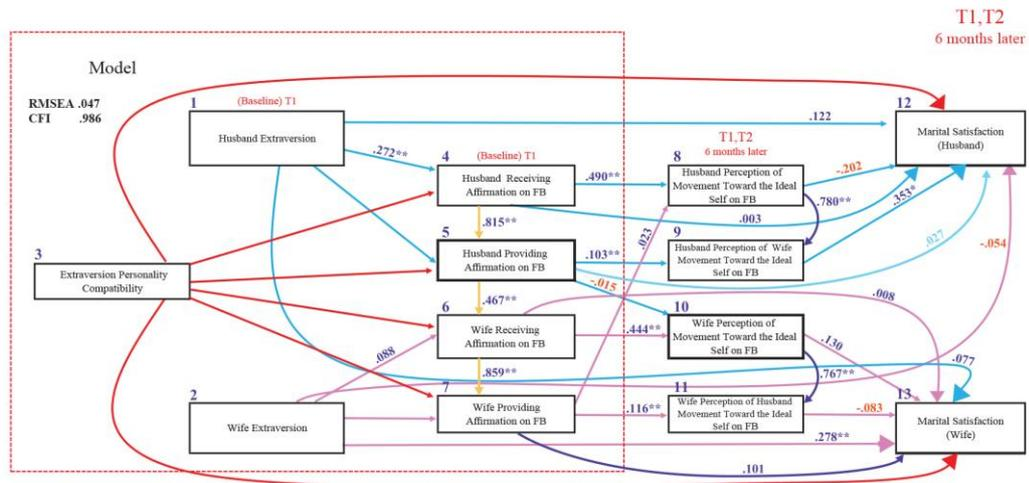 T1,T2
6 months later
Model
RMSEA .047
CFI .986
1
(Baseline) T1
Husband Extraversion
.122
12
Marital Satisfaction
(Husband)
.272**
4
(Baseline) T1
Husband Receiving
Affirmation on FB
.490**
T1,T2
6 months later
8
Husband Perception of
Movement Toward the Ideal
Self on FB
-.202
.780**
.353*
.003
.815**
.023
.027
-.054
3
Extraversion Personality
Compatibility
5
Husband Providing
Affirmation on FB
.103**
-.015
9
Husband Perception of Wife
Movement Toward the Ideal
Self on FB
.467**
.008
6
Wife Receiving
Affirmation on FB
.444**
10
Wife Perception of
Movement Toward the Ideal
Self on FB
.130
.088
.859**
.767**
.077
2
Wife Extraversion
7
Wife Providing
Affirmation on FB
.116**
11
Wife Perception of Husband
Movement Toward the Ideal
Self on FB
-.083
13
Marital Satisfaction
(Wife)
.278**
.101